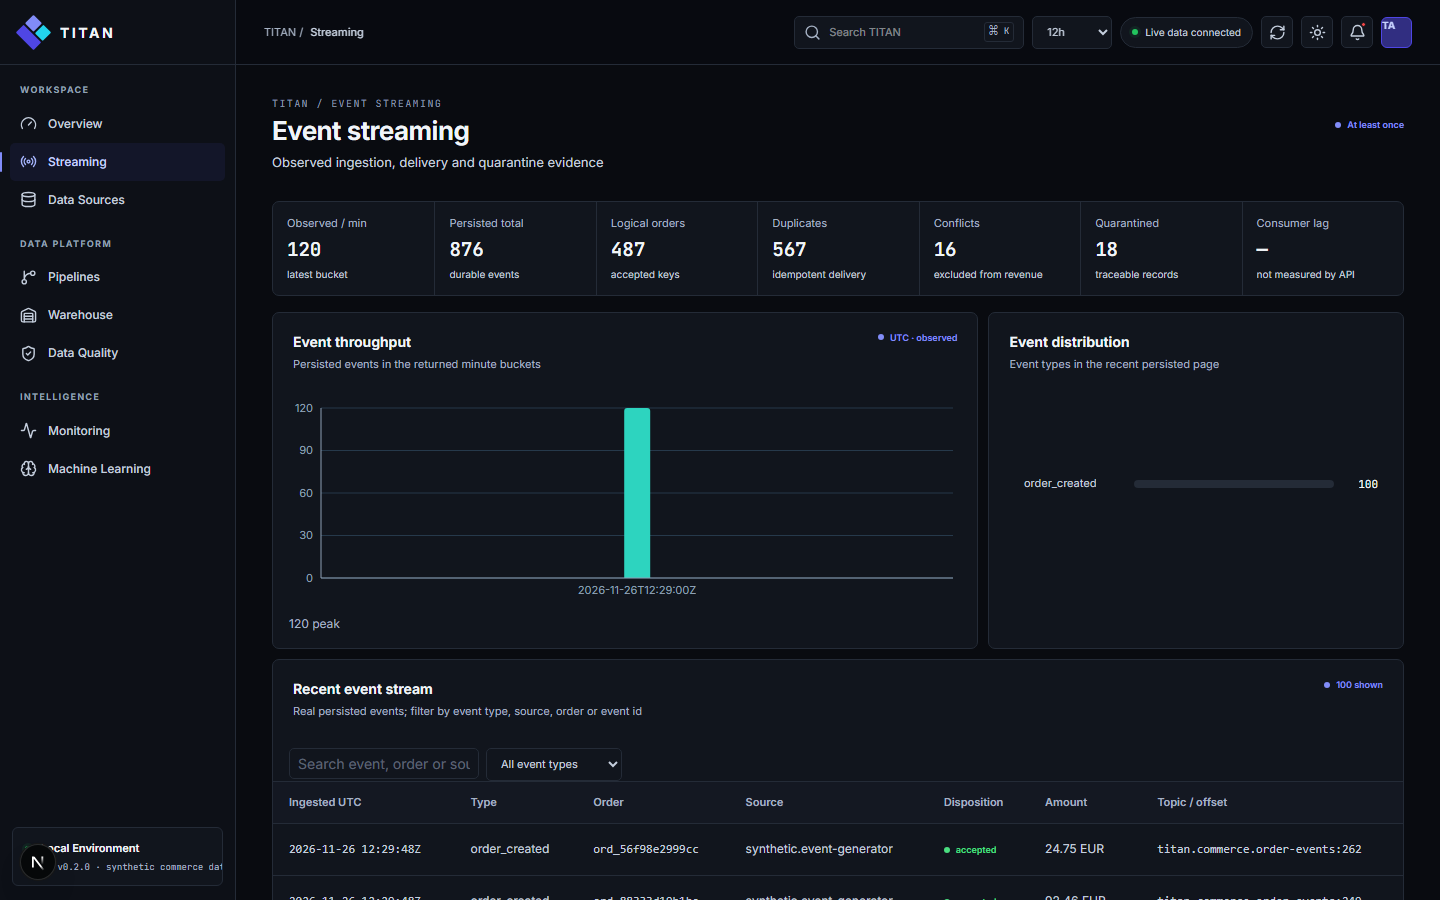 TITAN
TITAN / Streaming
Search TITAN
⌘ K
12h
Live data connected
TA
WORKSPACE
Overview
Streaming
Data Sources
DATA PLATFORM
Pipelines
Warehouse
Data Quality
INTELLIGENCE
Monitoring
Machine Learning
TITAN / EVENT STREAMING
Event streaming
At least once
Observed ingestion, delivery and quarantine evidence
Observed / min
120
latest bucket
Persisted total
876
durable events
Logical orders
487
accepted keys
Duplicates
567
idempotent delivery
Conflicts
16
excluded from revenue
Quarantined
18
traceable records
Consumer lag
—
not measured by API
Event throughput
UTC · observed
Persisted events in the returned minute buckets
120
90
60
30
0
2026-11-26T12:29:00Z
120 peak
Event distribution
Event types in the recent persisted page
order_created 100
Recent event stream
100 shown
Real persisted events; filter by event type, source, order or event id
Search event, order or sou
All event types
Ingested UTC Type Order Source Disposition Amount Topic / offset
2026-11-26 12:29:48Z order_created ord_56f98e2999cc synthetic.event-generator accepted 24.75 EUR titan.commerce.order-events:262
N
cal Environment
v0.2.0 · synthetic commerce dat